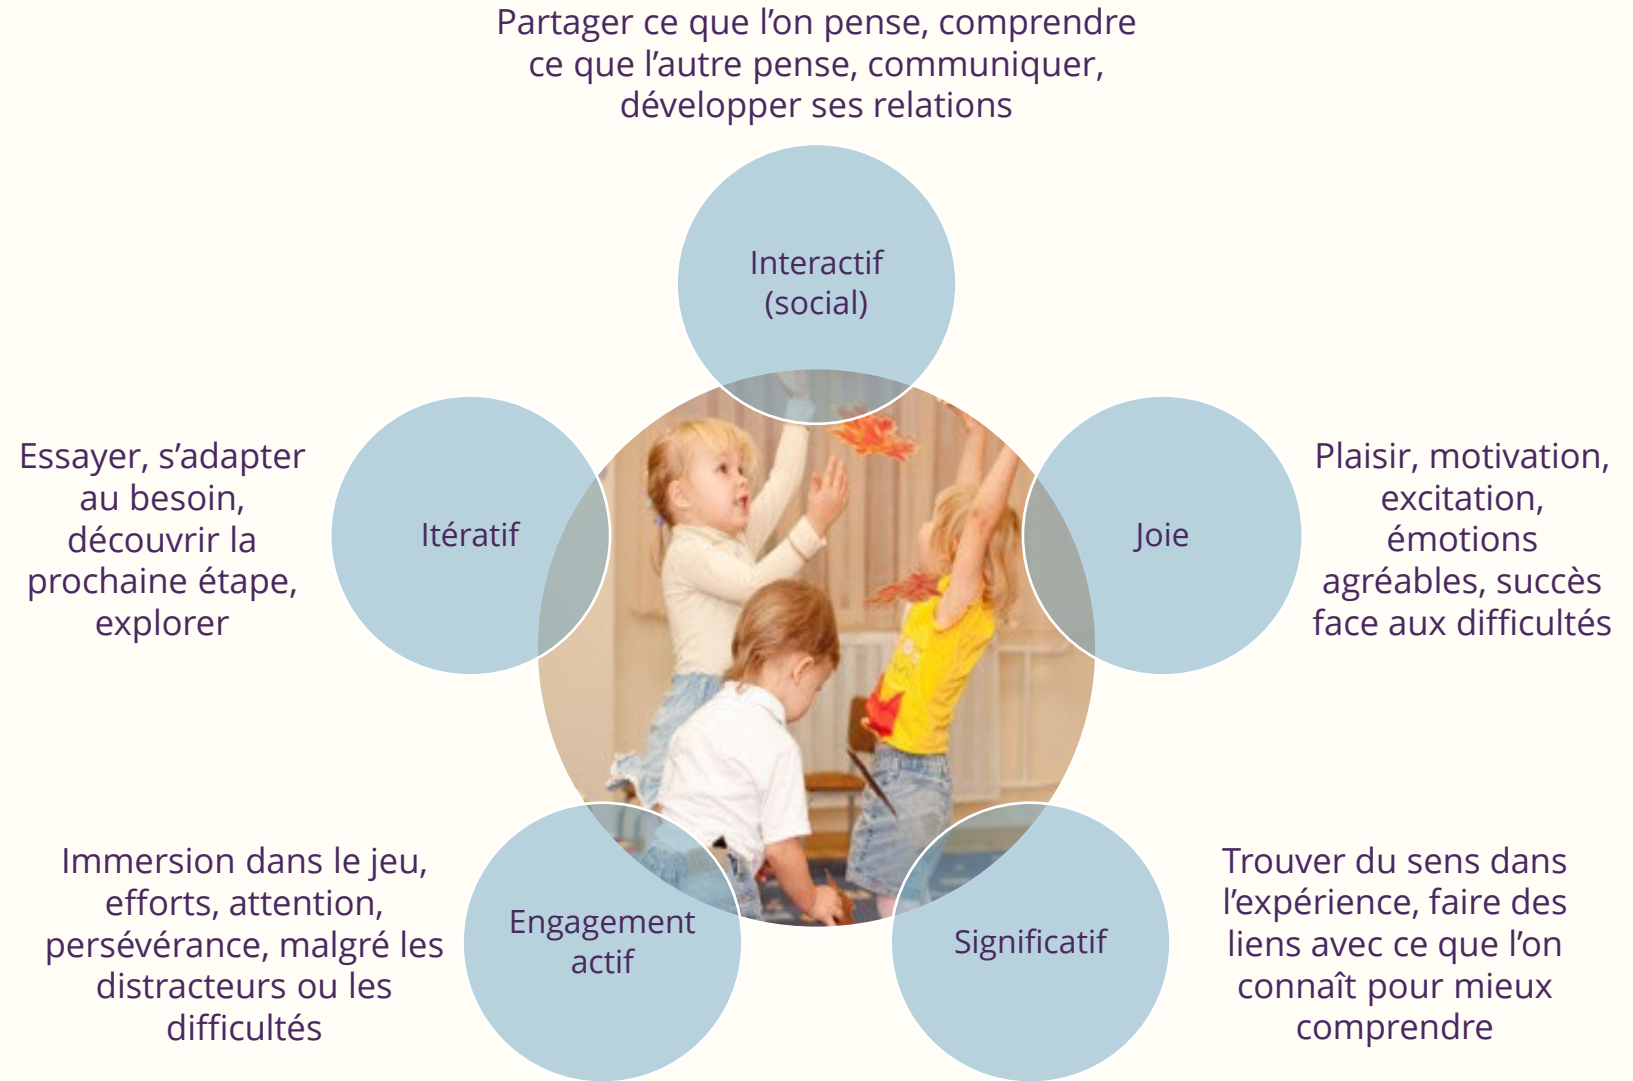 Partager ce que l’on pense, comprendre
ce que l’autre pense, communiquer,
développer ses relations
Interactif
(social)
Joie
Plaisir, motivation,
excitation,
émotions
agréables, succès
face aux difficultés
Significatif
Trouver du sens dans
l’expérience, faire des
liens avec ce que l’on
connaît pour mieux
comprendre
Engagement
actif
Immersion dans le jeu,
efforts, attention,
persévérance, malgré les
distracteurs ou les
difficultés
Itératif
Essayer, s’adapter
au besoin,
découvrir la
prochaine étape,
explorer